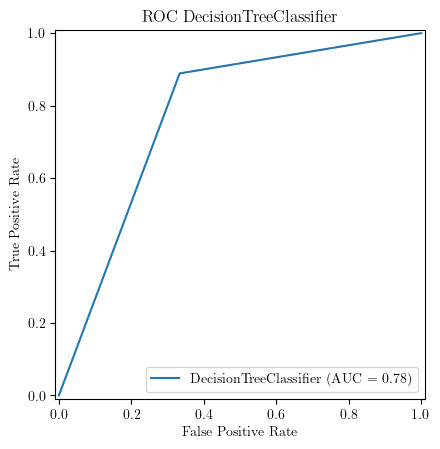 ROC DecisionTreeClassifier
True Positive Rate
1.0
0.8
0.6
0.4
0.2
0.0
DecisionTreeClassifier (AUC = 0.78)
0.0 0.2 0.4 0.6 0.8 1.0
False Positive Rate